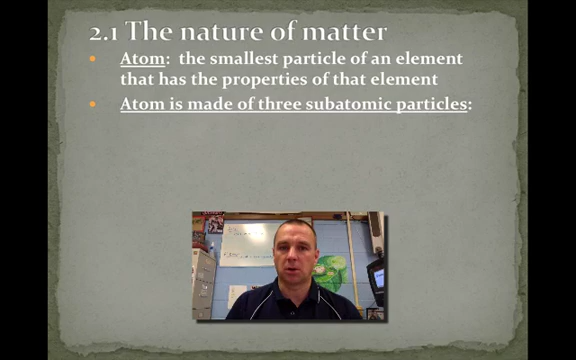 2.1 The nature of matter
Atom: the smallest particle of an element
that has the properties of that element
Atom is made of three subatomic particles: